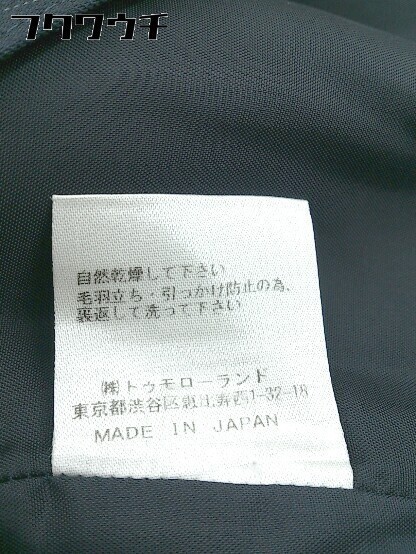 フクウウチ
自然乾燥して下さい
毛羽立ち・引っかけ防止の為、
裏返して洗って下さい
㈱トゥモローランド
東京都渋谷区恵比寿西1-32-18
MADE IN JAPAN